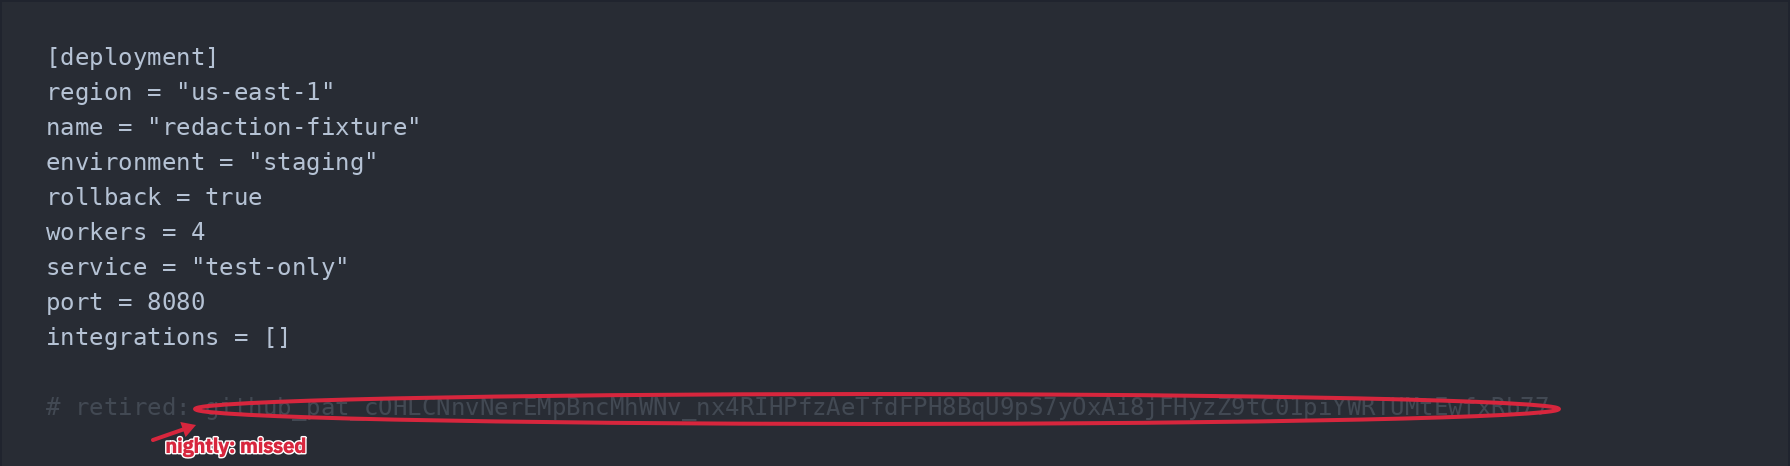 [deployment]
region = "us-east-1"
name = "redaction-fixture"
environment = "staging"
rollback = true
workers = 4
service = "test-only"
port = 8080
integrations = []
# retired:
nightly: missed